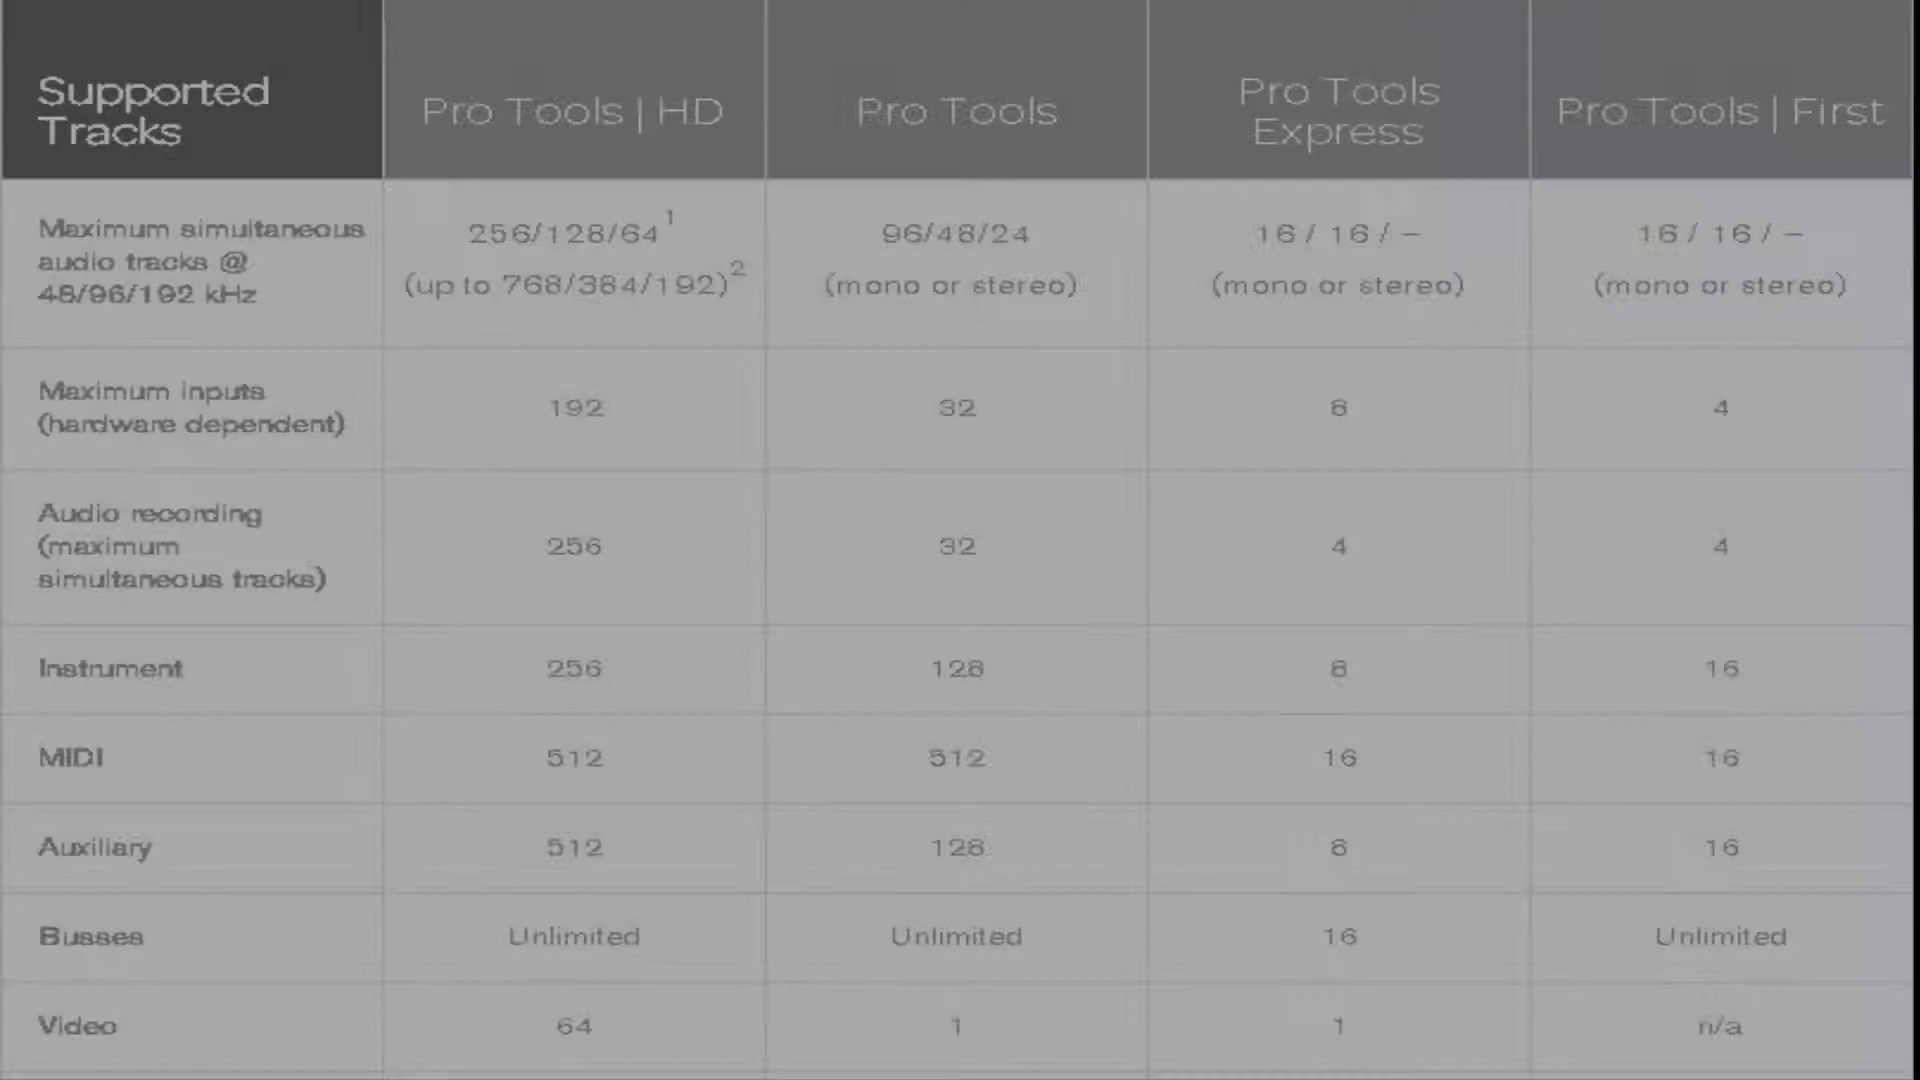 Supported
Tracks
Pro Tools | HD
Pro Tools
Pro Tools
Express
Pro Tools | First
Maximum simultaneous
audio tracks @
48/96/192 kHz
256/128/64 1
(up to 768/384/192) 2
96/48/24
(mono or stereo)
16 / 16 / –
(mono or stereo)
16 / 16 / –
(mono or stereo)
Maximum inputs
(hardware dependent)
192
32
4
Audio recording
(maximum
simultaneous tracks)
256
32
4
4
Instrument
256
128
8
16
MIDI
512
512
16
16
Auxiliary
512
128
8
16
Busses
Unlimited
Unlimited
16
Unlimited
Video
64
1
1
n/a